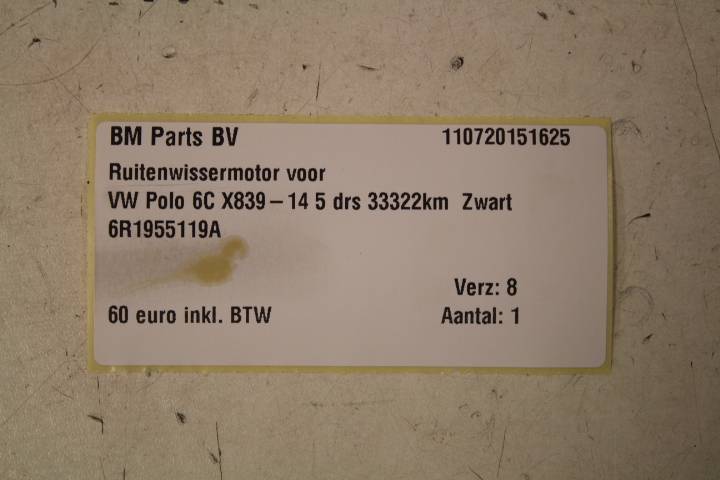 BM Parts BV 110720151625
Ruitenwissermotor voor
VW Polo 6C X839-14 5 drs 33322km Zwart
6R1955119A
Verz: 8
60 euro inkl. BTW Aantal: 1